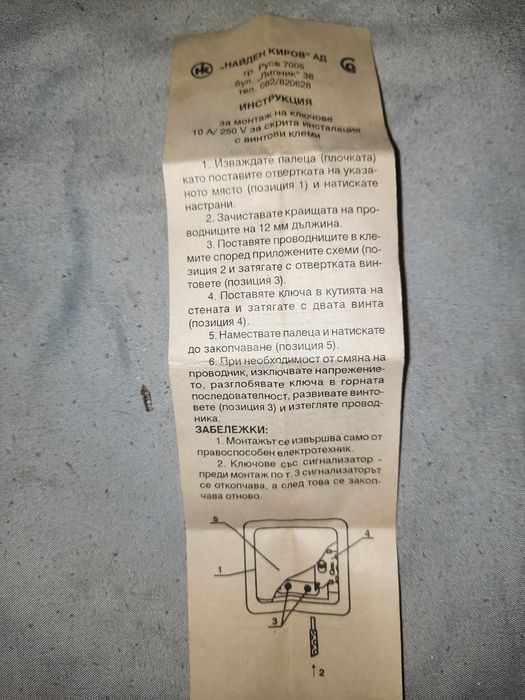 НК „НАЙДЕН КИРОВ" АД
гр. Русе 7005
бул. „Липник" 38
тел. 082/820628
ИНСТРУКЦИЯ
за монтаж на ключове
10 А/ 250 V за скрита инсталация
с винтови клеми
1. Изваждате палеца (плочката)
като поставите отвертката на указа-
ното място (позиция 1) и натискате
настрани.
2. Зачиставате краищата на про-
водниците на 12 мм дължина.
3. Поставяте проводниците в кле-
мите според приложените схеми (по-
зиция 2 и затягате с отвертката вин-
товете (позиция 3).
4. Поставяте ключа в кутията на
стената и затягате с двата винта
(позиция 4).
5. Намествате палеца и натискате
до закопчаване (позиция 5).
6. При необходимост от смяна на
проводник, изключвате напрежение-
то, разглобявате ключа в горната
последователност, развивате винто-
вете (позиция 3) и изтегляте провод-
ника.
ЗАБЕЛЕЖКИ:
1. Монтажът се извършва само от
правоспособен електротехник.
2. Ключове със сигнализатор -
преди монтаж по т. 3 сигнализаторът
се откопчава, а след това се закоп-
чава отново.
5
4
1
3
2